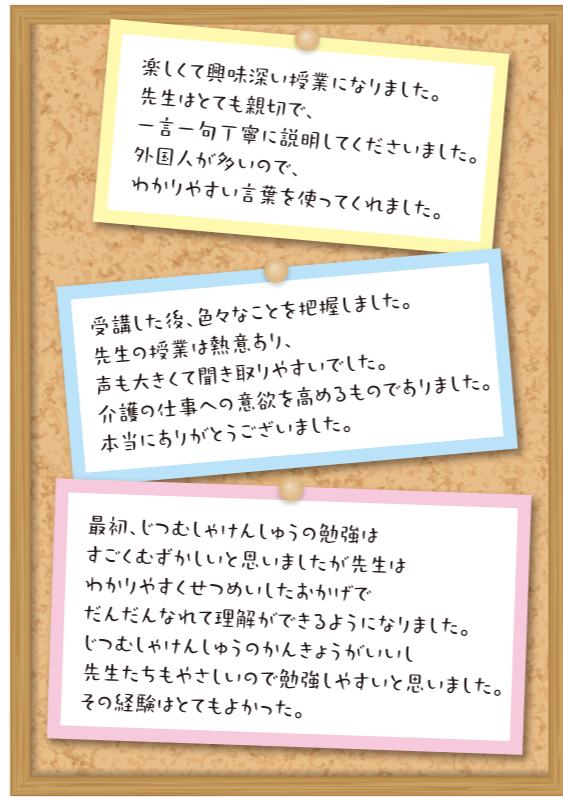 楽しくて興味深い授業になりました。
先生はとても親切で、
一言一句丁寧に説明してくださいました。
外国人が多いので、
わかりやすい言葉を使ってくれました。
受講した後、色々なことを把握しました。
先生の授業は熱意あり、
声も大きくて聞き取りやすいでした。
介護の仕事への意欲を高めるものでありました。
本当にありがとうございました。
最初、じつむしゃけんしゅうの勉強は
すごくむずかしいと思いましたが先生は
わかりやすくせつめいしたおかげで
だんだんなれて理解ができるようになりました。
じつむしゃけんしゅうのかんきょうがいいし
先生たちもやさしいので勉強しやすいと思いました。
その経験はとてもよかった。